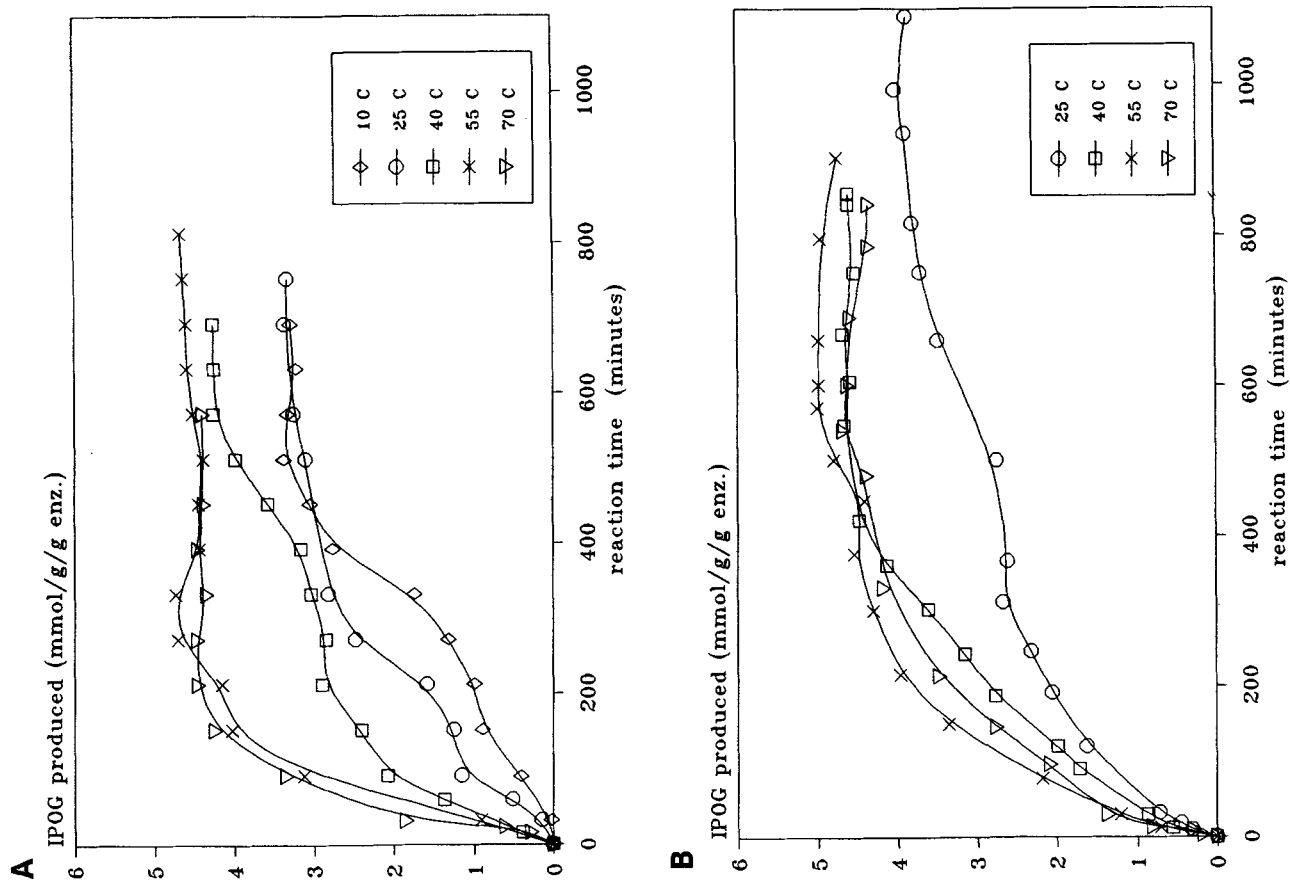 A
IPOG produced (mmol/g/g enz.)
6
5
4
3
2
1
0
0
200
400
600
800
1000
reaction time (minutes)
10 C
25 C
40 C
55 C
70 C
B
IPOG produced (mmol/g/g enz.)
6
5
4
3
2
1
0
0
200
400
600
800
1000
reaction time (minutes)
25 C
40 C
55 C
70 C